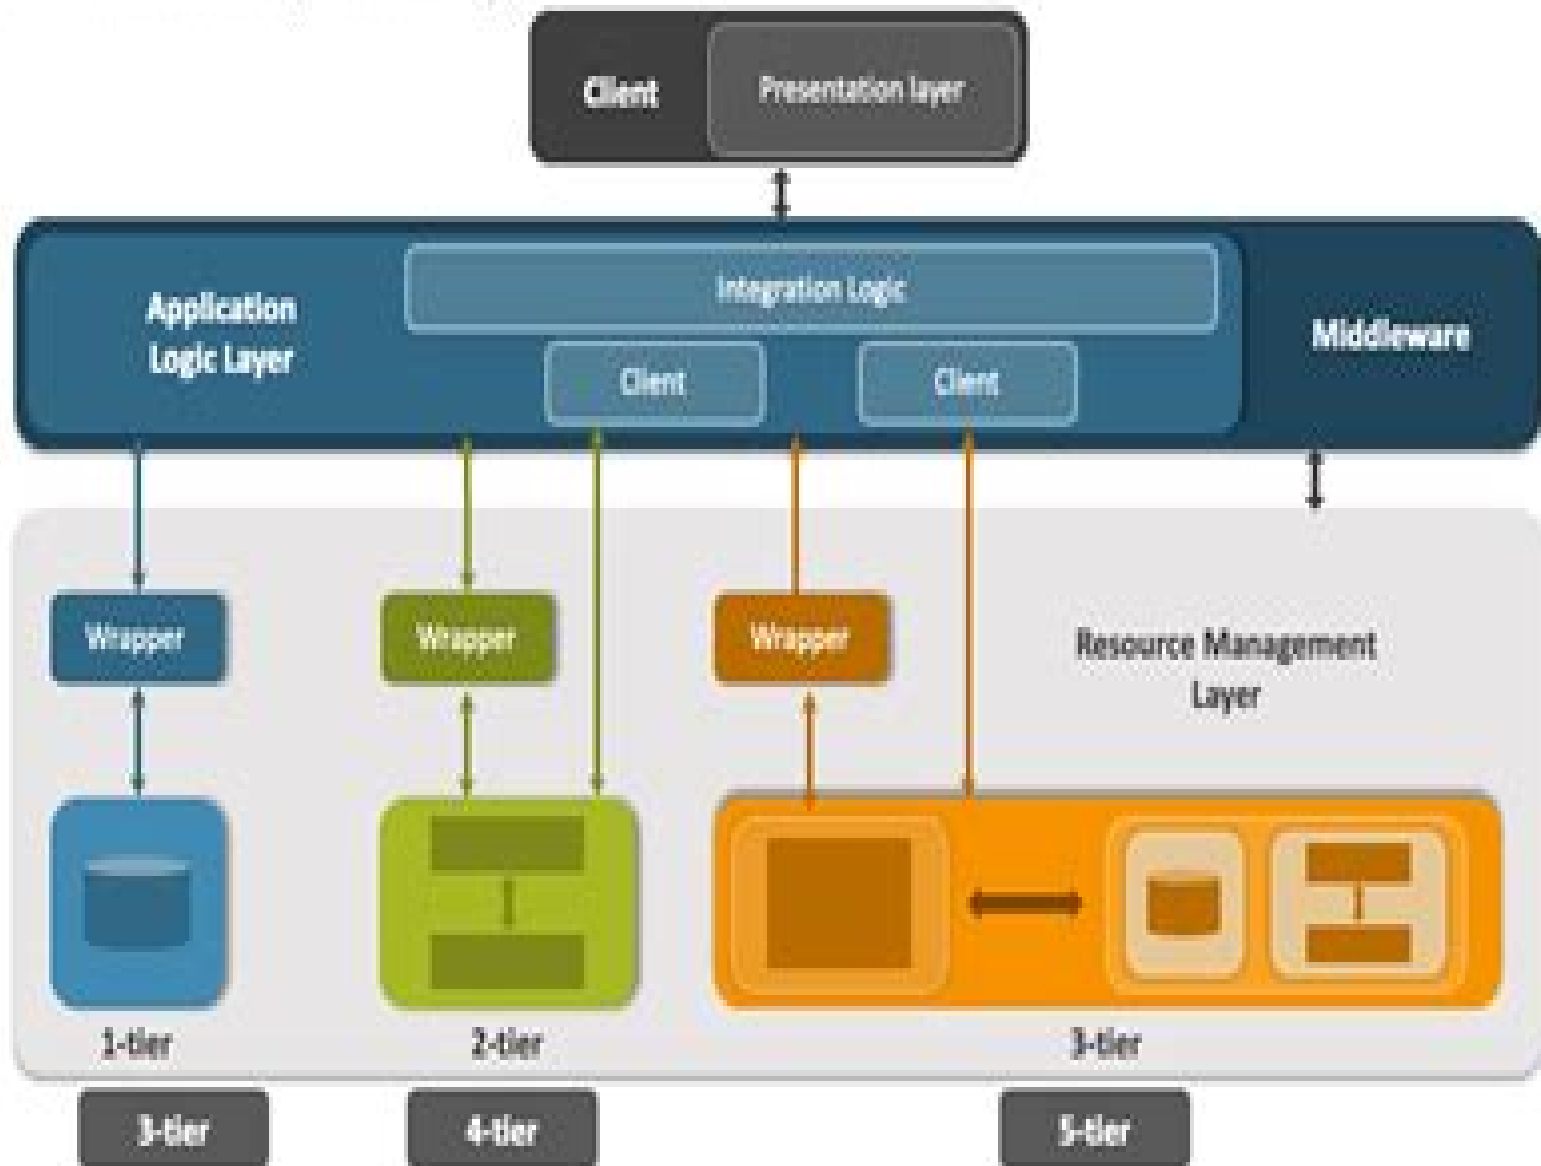 Client
Presentation layer
Application
Logic Layer
Integration Logic
Client
Client
Middleware
Wrapper
Wrapper
Wrapper
Resource Management
Layer
1-tier
2-tier
3-tier
3-tier
4-tier
5-tier